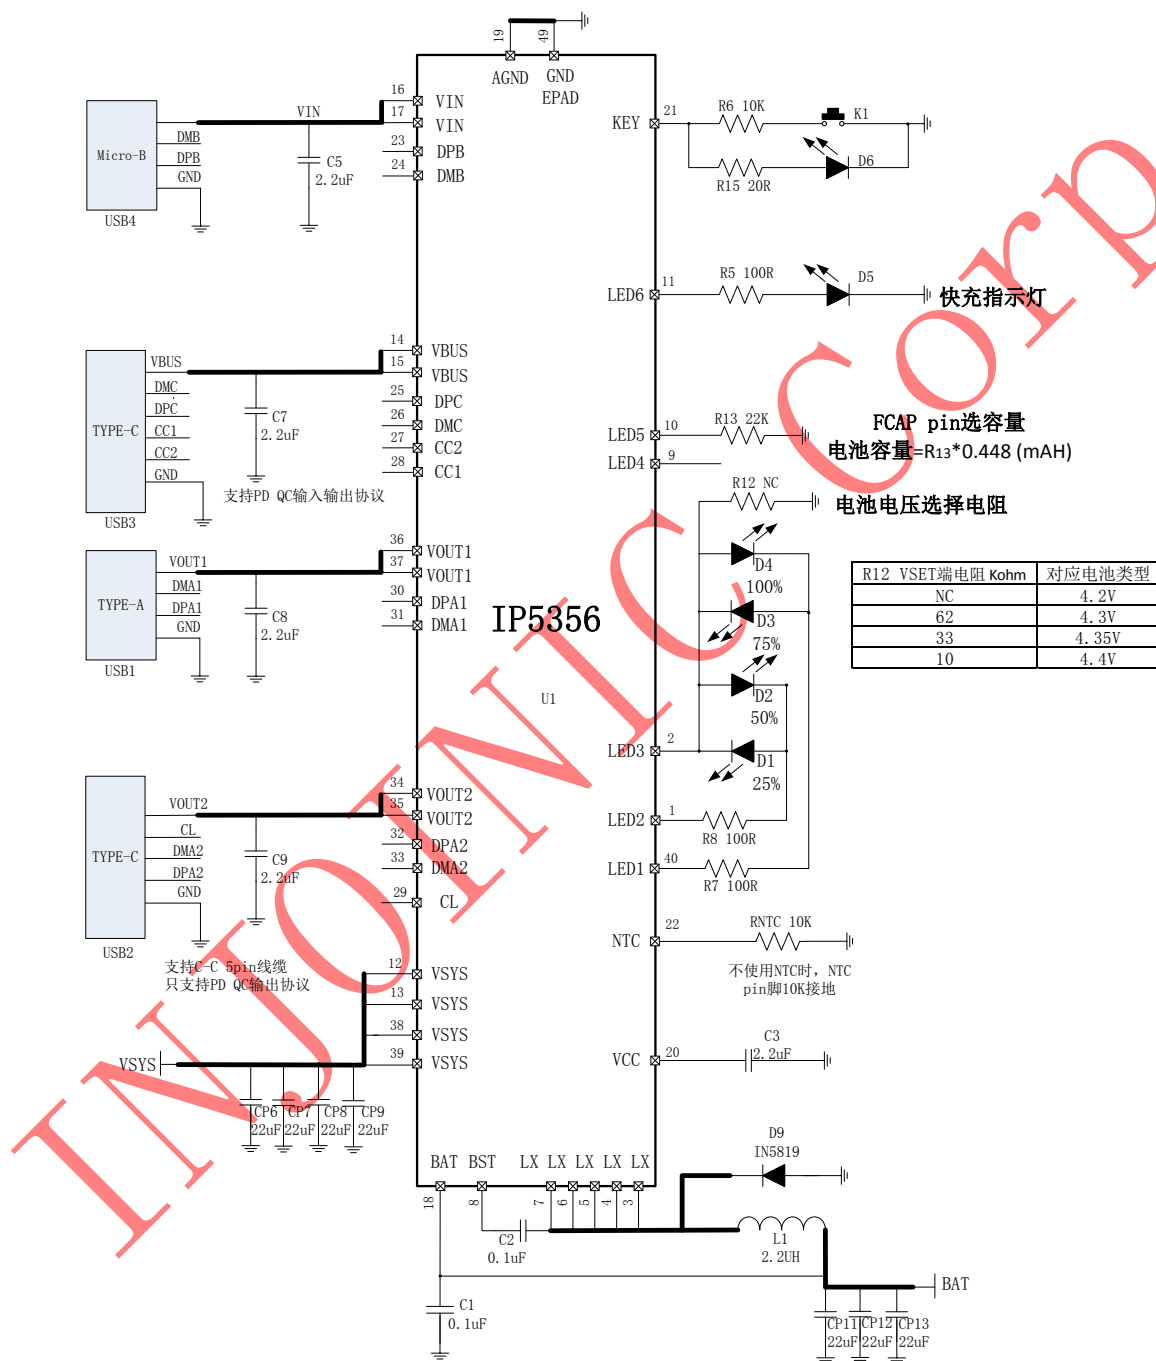 19
49
AGND
GND
EPAD
16
VIN
17
VIN
23
DPB
24
DMB
VIN
DMB
DPB
GND
Micro-B
USB4
C5
2.2uF
KEY
21
R6 10K
K1
R15 20R
D6
LED6
11
R5 100R
D5
快充指示灯
14
VBUS
15
VBUS
25
DPC
26
DMC
27
CC2
28
CC1
VBUS
DMC
DPC
CC1
CC2
GND
TYPE-C
USB3
C7
2.2uF
支持PD QC输入输出协议
LED5
10
R13 22K
LED4
9
FCAP pin选容量
电池容量=R13*0.448 (mAH)
R12 NC
电池电压选择电阻
R12 VSET端电阻 Kohm 对应电池类型
NC 4.2V
62 4.3V
33 4.35V
10 4.4V
D4
100%
D3
75%
D2
50%
D1
25%
LED3
2
LED2
1
R8 100R
LED1
40
R7 100R
36
VOUT1
37
VOUT1
30
DPA1
31
DMA1
VOUT1
DMA1
DPA1
GND
TYPE-A
USB1
C8
2.2uF
IP5356
U1
34
VOUT2
35
VOUT2
32
DPA2
33
DMA2
29
CL
VOUT2
CL
DMA2
DPA2
GND
TYPE-C
USB2
C9
2.2uF
支持C-C 5pin线缆
只支持PD QC输出协议
NTC
22
RNTC 10K
不使用NTC时，NTC
pin脚10K接地
12
VSYS
13
VSYS
38
VSYS
39
VSYS
VSYS
CP6
22uF
CP7
22uF
CP8
22uF
CP9
22uF
VCC
20
C3
2.2uF
BAT
BST
LX
LX
LX
LX
LX
18
8
7
6
5
4
3
D9
IN5819
C2
0.1uF
L1
2.2UH
C1
0.1uF
BAT
CP11
22uF
CP12
22uF
CP13
22uF
INJOINIC Corp